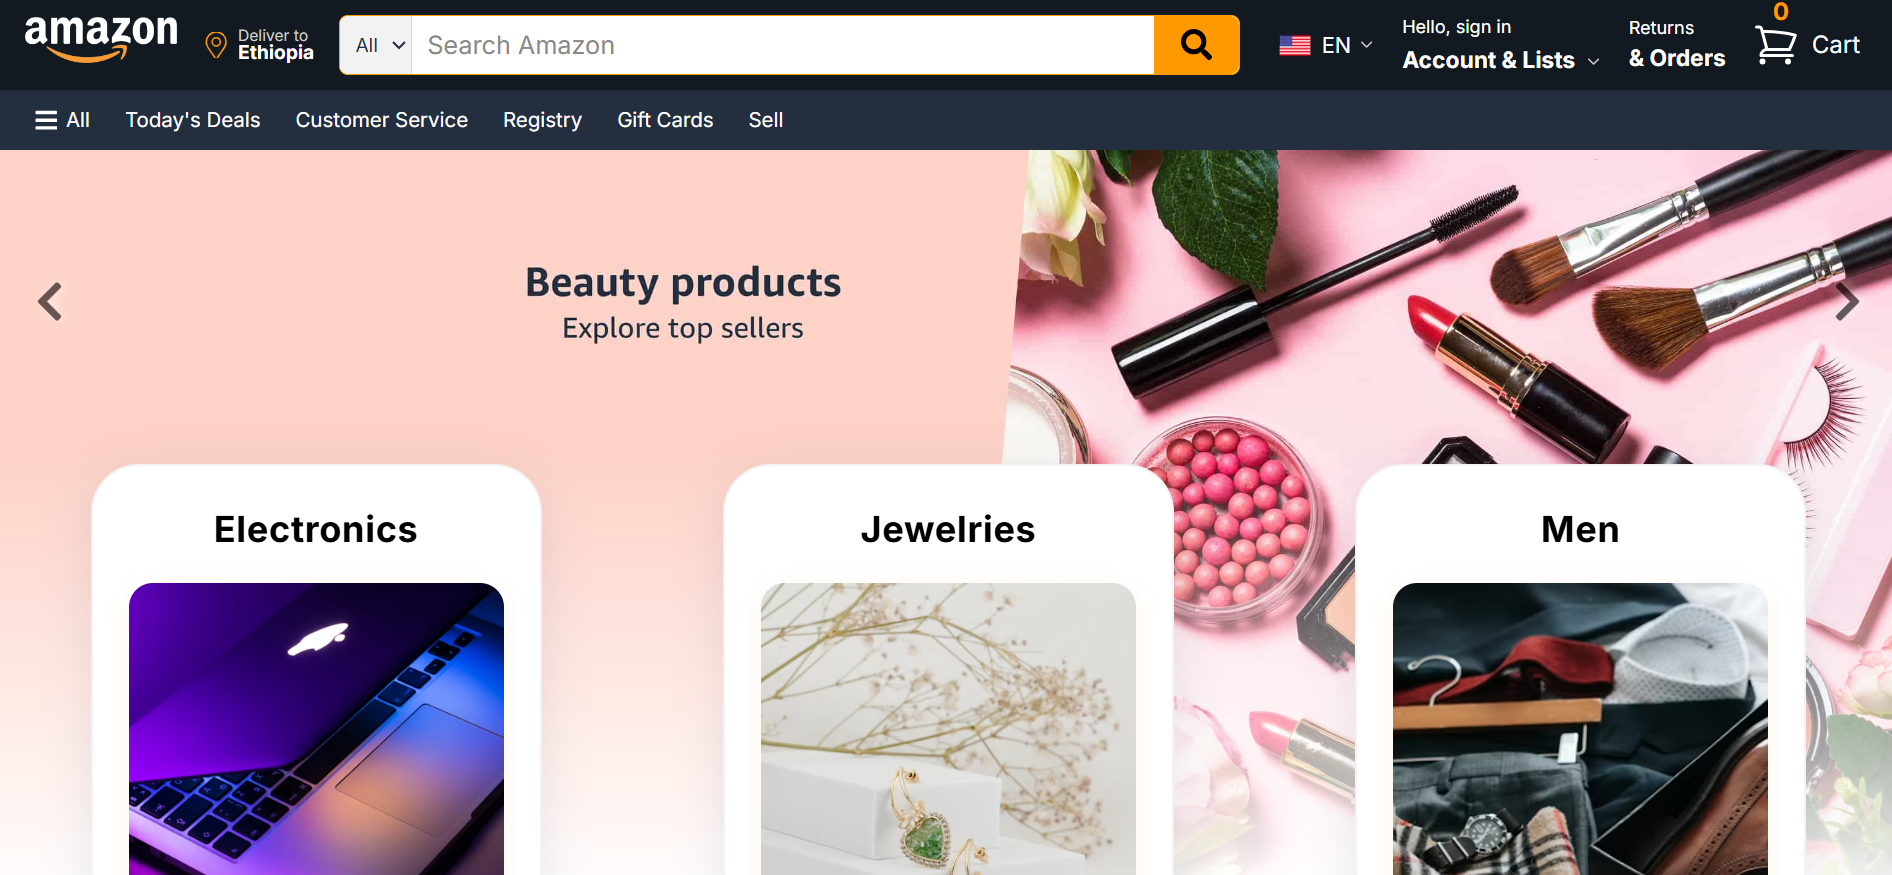 amazon
Deliver to
Ethiopia
All
Search Amazon
EN
Hello, sign in
Account & Lists
Returns
& Orders
0
Cart
All
Today's Deals
Customer Service
Registry
Gift Cards
Sell
Beauty products
Explore top sellers
Electronics
Jewelries
Men